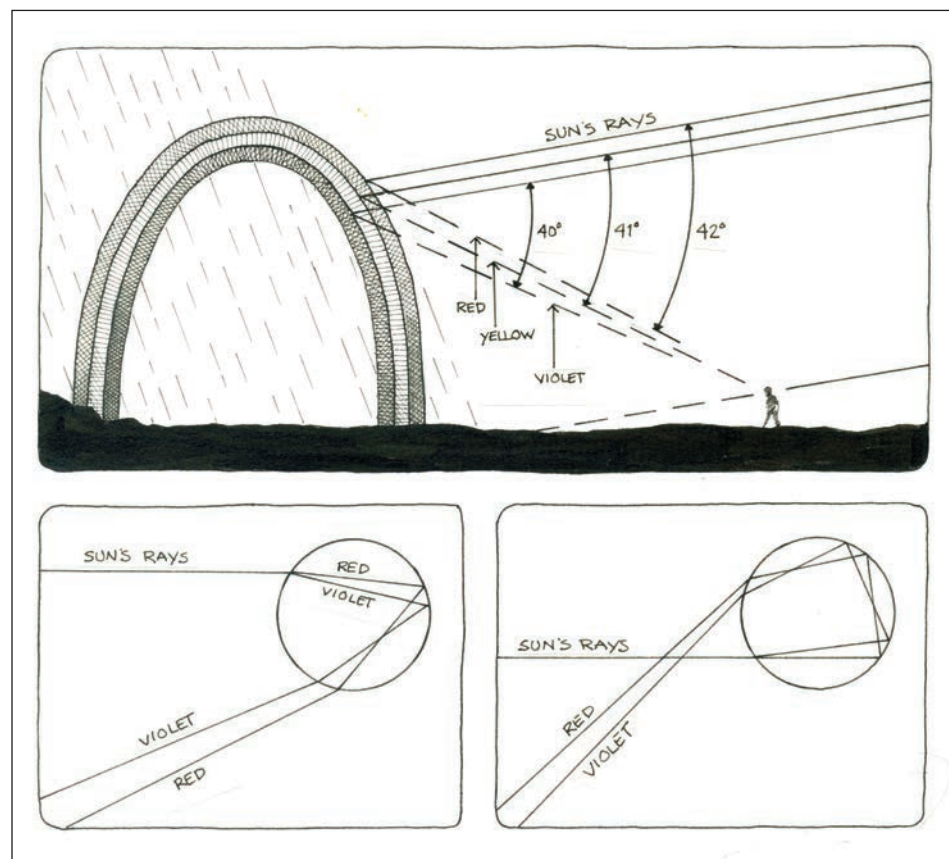 SUN'S RAYS
40°
41°
42°
RED
YELLOW
VIOLET
SUN'S RAYS
RED
VIOLET
VIOLET
RED
SUN'S RAYS
RED
VIOLET